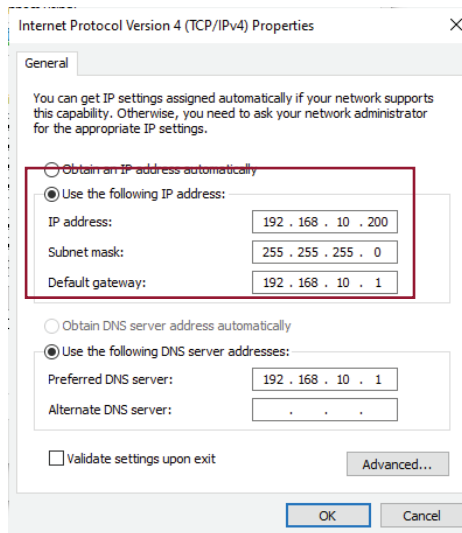 Internet Protocol Version 4 (TCP/IPv4) Properties
General
You can get IP settings assigned automatically if your network supports
this capability. Otherwise, you need to ask your network administrator
for the appropriate IP settings.
Obtain an IP address automatically
Use the following IP address:
IP address: 192 . 168 . 10 . 200
Subnet mask: 255 . 255 . 255 . 0
Default gateway: 192 . 168 . 10 . 1
Obtain DNS server address automatically
Use the following DNS server addresses:
Preferred DNS server: 192 . 168 . 10 . 1
Alternate DNS server: . . .
Validate settings upon exit
Advanced...
OK Cancel